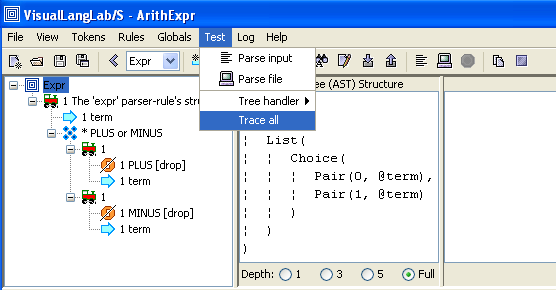 VisualLangLab/S - ArithExpr
File View Tokens Rules Globals Test Log Help
Expr
Parse input
Parse file
Tree handler
Trace all
Expr
1 The 'expr' parser-rule's stru
1 term
* PLUS or MINUS
1
1 PLUS [drop]
1 term
1
1 MINUS [drop]
1 term
(AST) Structure
List(
Choice(
Pair(0, @term),
Pair(1, @term)
)
)
)
Depth: 1 3 5 Full